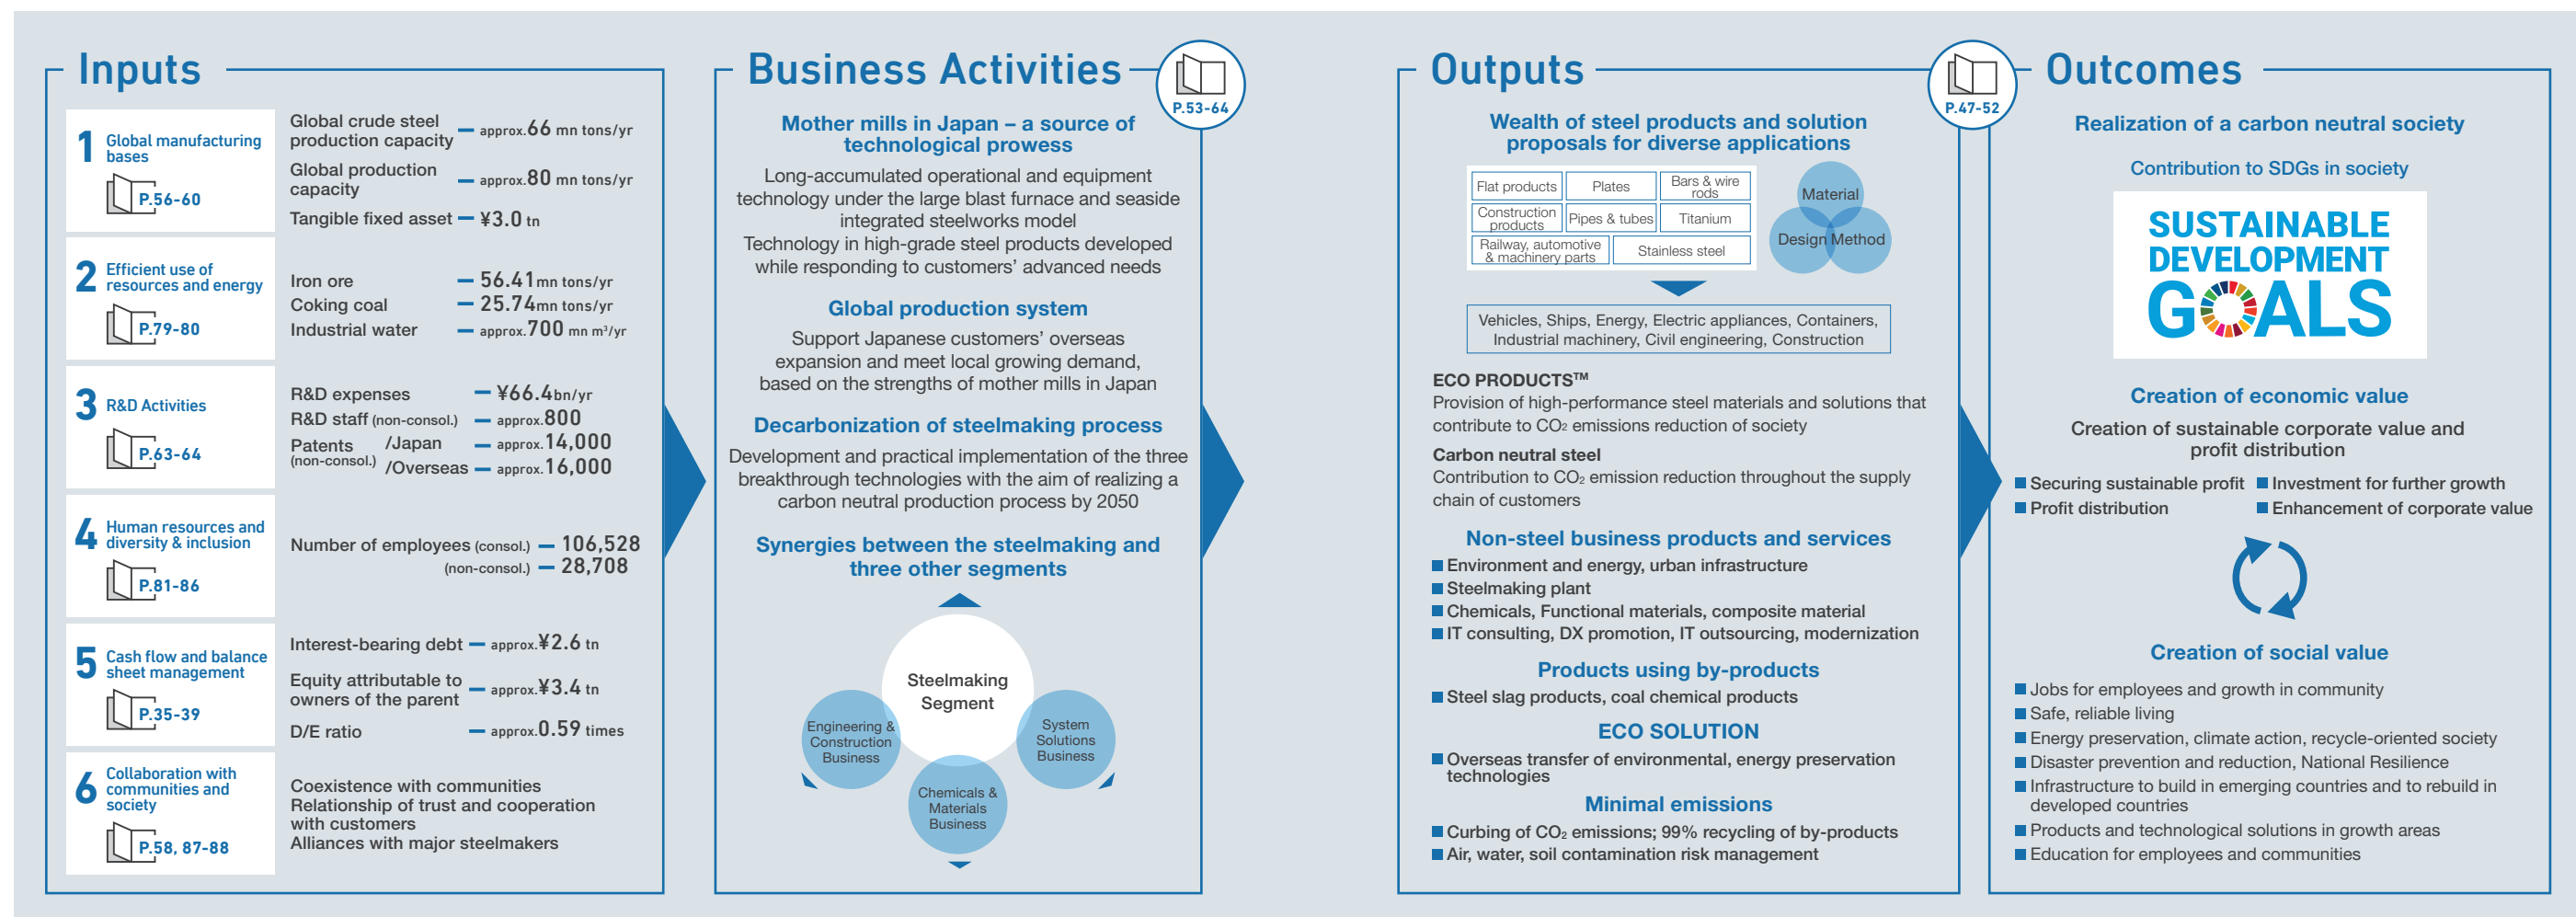 Inputs
1
Global manufacturing
bases
P.56-60
Global crude steel
production capacity
approx.66 mn tons/yr
Global production
capacity
approx.80 mn tons/yr
Tangible fixed asset
¥3.0 tn
2
Efficient use of
resources and energy
P.79-80
Iron ore
56.41mn tons/yr
Coking coal
25.74mn tons/yr
Industrial water
approx.700 mn m³/yr
3
R&D Activities
P.63-64
R&D expenses
¥66.4bn/yr
R&D staff (non-consol.)
approx.800
Patents /Japan
approx.14,000
(non-consol.) /Overseas
approx.16,000
4
Human resources and
diversity & inclusion
P.81-86
Number of employees (consol.)
106,528
(non-consol.)
28,708
5
Cash flow and balance
sheet management
P.35-39
Interest-bearing debt
approx.¥2.6 tn
Equity attributable to
owners of the parent
approx.¥3.4 tn
D/E ratio
approx.0.59 times
6
Collaboration with
communities and
society
P.58, 87-88
Coexistence with communities
Relationship of trust and cooperation
with customers
Alliances with major steelmakers
Business Activities
P.53-64
Mother mills in Japan – a source of
technological prowess
Long-accumulated operational and equipment
technology under the large blast furnace and seaside
integrated steelworks model
Technology in high-grade steel products developed
while responding to customers' advanced needs
Global production system
Support Japanese customers' overseas
expansion and meet local growing demand,
based on the strengths of mother mills in Japan
Decarbonization of steelmaking process
Development and practical implementation of the three
breakthrough technologies with the aim of realizing a
carbon neutral production process by 2050
Synergies between the steelmaking and
three other segments
Steelmaking
Segment
Engineering &
Construction
Business
System
Solutions
Business
Chemicals &
Materials
Business
Outputs
P.47-52
Wealth of steel products and solution
proposals for diverse applications
Flat products
Plates
Bars & wire
rods
Construction
products
Pipes & tubes
Titanium
Railway, automotive
& machinery parts
Stainless steel
Material
Design Method
Vehicles, Ships, Energy, Electric appliances, Containers,
Industrial machinery, Civil engineering, Construction
ECO PRODUCTS™
Provision of high-performance steel materials and solutions that
contribute to CO₂ emissions reduction of society
Carbon neutral steel
Contribution to CO₂ emission reduction throughout the supply
chain of customers
Non-steel business products and services
Environment and energy, urban infrastructure
Steelmaking plant
Chemicals, Functional materials, composite material
IT consulting, DX promotion, IT outsourcing, modernization
Products using by-products
Steel slag products, coal chemical products
ECO SOLUTION
Overseas transfer of environmental, energy preservation
technologies
Minimal emissions
Curbing of CO₂ emissions; 99% recycling of by-products
Air, water, soil contamination risk management
Outcomes
Realization of a carbon neutral society
Contribution to SDGs in society
SUSTAINABLE
DEVELOPMENT
GOALS
Creation of economic value
Creation of sustainable corporate value and
profit distribution
Securing sustainable profit
Investment for further growth
Profit distribution
Enhancement of corporate value
Creation of social value
Jobs for employees and growth in community
Safe, reliable living
Energy preservation, climate action, recycle-oriented society
Disaster prevention and reduction, National Resilience
Infrastructure to build in emerging countries and to rebuild in
developed countries
Products and technological solutions in growth areas
Education for employees and communities